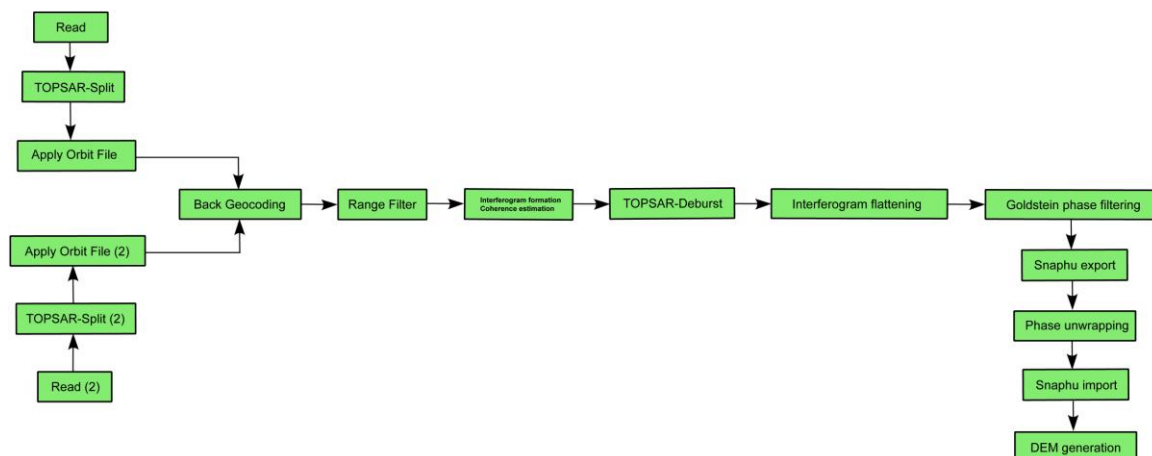 Read
TOPSAR-Split
Apply Orbit File
Back Geocoding
Range Filter
Interferogram formation
Coherence estimation
TOPSAR-Deburst
Interferogram flattening
Goldstein phase filtering
Apply Orbit File (2)
TOPSAR-Split (2)
Read (2)
Snaphu export
Phase unwrapping
Snaphu import
DEM generation